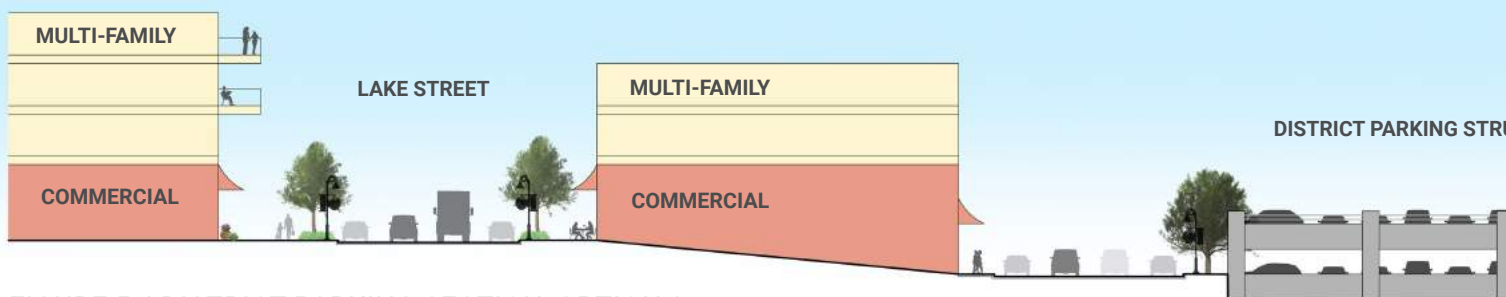 MULTI-FAMILY
LAKE STREET
MULTI-FAMILY
DISTRICT PARKING
COMMERCIAL
COMMERCIAL